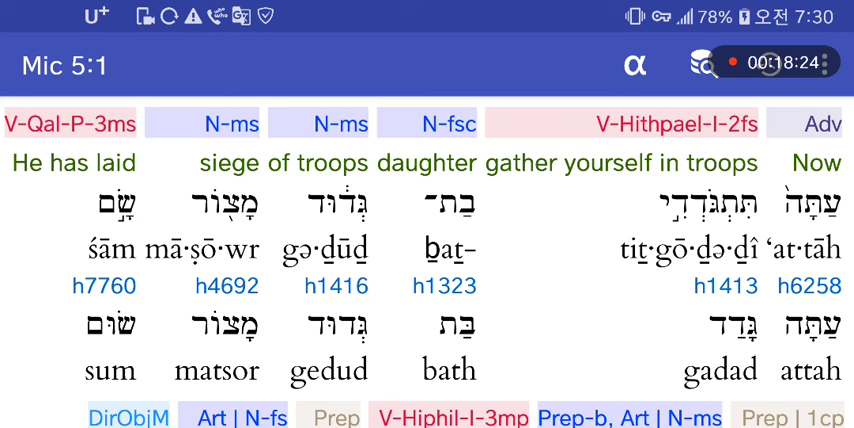 U+ 78% 오전 7:30
Mic 5:1 α 00:18:24
V-Qal-P-3ms N-ms N-ms N-fsc V-Hithpael-I-2fs Adv
He has laid siege of troops daughter gather yourself in troops Now
עַתָּה֙ תִּתְגֹּדְדִ֣י בַת־ גְּד֔וּד מָצ֖וֹר שָׂ֣ם
śām mā·ṣō·wr gə·ḏūḏ ḇaṯ- tiṯ·gō·ḏə·ḏî ‘at·tāh
h7760 h4692 h1416 h1323 h1413 h6258
עַתָּה גָּדַד בַּת גְּדוּד מָצוֹר שׂוּם
sum matsor gedud bath gadad attah
DirObjM Art | N-fs Prep V-Hiphil-I-3mp Prep-b, Art | N-ms Prep | 1cp